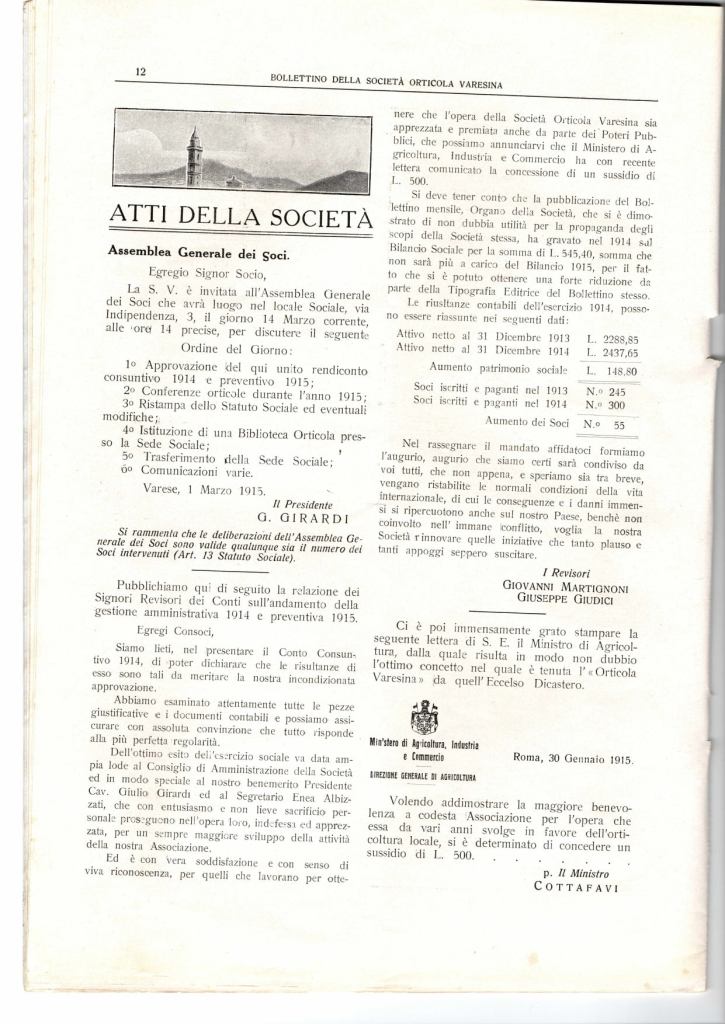 12
BOLLETTINO DELLA SOCIETÀ ORTICOLA VARESINA
ATTI DELLA SOCIETÀ
Assemblea Generale dei Soci.
Egregio Signor Socio,
La S. V. è invitata all'Assemblea Generale
dei Soci che avrà luogo nel locale Sociale, via
Indipendenza, 3, il giorno 14 Marzo corrente,
alle ore 14 precise, per discutere il seguente
Ordine del Giorno:
1º Approvazione del qui unito rendiconto
consuntivo 1914 e preventivo 1915;
2º Conferenze orticole durante l'anno 1915;
3º Ristampa dello Statuto Sociale ed eventuali
modifiche;
4º Istituzione di una Biblioteca Orticola pres-
so la Sede Sociale;
5º Trasferimento della Sede Sociale;
6º Comunicazioni varie.
Varese, 1 Marzo 1915.
Il Presidente
G. GIRARDI
Si rammenta che le deliberazioni dell'Assemblea Ge-
nerale dei Soci sono valide qualunque sia il numero dei
Soci intervenuti (Art. 13 Statuto Sociale).
Pubblichiamo qui di seguito la relazione dei
Signori Revisori dei Conti sull'andamento della
gestione amministrativa 1914 e preventiva 1915.
Egregi Consoci,
Siamo lieti, nel presentare il Conto Consun-
tivo 1914, di poter dichiarare che le risultanze di
esso sono tali da meritare la nostra incondizionata
approvazione.
Abbiamo esaminato attentamente tutte le pezze
giustificative e i documenti contabili e possiamo assi-
curare con assoluta convinzione che tutto risponde
alla più perfetta regolarità.
Dell'ottimo esito dell'esercizio sociale va data am-
pia lode al Consiglio di Amministrazione della Società
ed in modo speciale al nostro benemerito Presidente
Cav. Giulio Girardi ed al Segretario Enea Albiz-
zati, che con entusiasmo e non lieve sacrificio per-
sonale proseguono nell'opera loro, indefessa ed apprez-
zata, per un sempre maggiore sviluppo della attività
della nostra Associazione.
Ed è con vera soddisfazione e con senso di
viva riconoscenza, per quelli che lavorano per otte-
nere che l'opera della Società Orticola Varesina sia
apprezzata e premiata anche da parte dei Poteri Pub-
blici, che possiamo annunciarvi che il Ministero di A-
gricoltura, Industria e Commercio ha con recente
lettera comunicato la concessione di un sussidio di
L. 500.
Si deve tener conto che la pubblicazione del Bol-
lettino mensile, Organo della Società, che si è dimo-
strato di non dubbia utilità per la propaganda degli
scopi della Società stessa, ha gravato nel 1914 sul
Bilancio Sociale per la somma di L. 545,40, somma che
non sarà più a carico del Bilancio 1915, per il fat-
to che si è potuto ottenere una forte riduzione da
parte della Tipografia Editrice del Bollettino stesso.
Le riusltanze contabili dell'esercizio 1914, posso-
no essere riassunte nei seguenti dati:
Attivo netto al 31 Dicembre 1913 L. 2288,85
Attivo netto al 31 Dicembre 1914 L. 2437,65
Aumento patrimonio sociale L. 148,80
Soci iscritti e paganti nel 1913 N.º 245
Soci iscritti e paganti nel 1914 N.º 300
Aumento dei Soci N.º 55
Nel rassegnare il mandato affidatoci formiamo
l'augurio, augurio che siamo certi sarà condiviso da
voi tutti, che non appena, e speriamo sia tra breve,
vengano ristabilite le normali condizioni della vita
internazionale, di cui le conseguenze e i danni immen-
si si ripercuotono anche sul nostro Paese, benchè non
coinvolto nell'immane conflitto, voglia la nostra
Società rinnovare quelle iniziative che tanto plauso e
tanti appoggi seppero suscitare.
I Revisori
GIOVANNI MARTIGNONI
GIUSEPPE GIUDICI
Ci è poi immensamente grato stampare la
seguente lettera di S. E. il Ministro di Agricol-
tura, dalla quale risulta in modo non dubbio
l'ottimo concetto nel quale è tenuta l'«Orticola
Varesina» da quell'Eccelso Dicastero.
Min'stero di Agricoltura, Industria
e Commercio
DIREZIONE GENERALE DI AGRICOLTURA
Roma, 30 Gennaio 1915.
Volendo addimostrare la maggiore benevo-
lenza a codesta Associazione per l'opera che
essa da vari anni svolge in favore dell'orti-
coltura locale, si è determinato di concedere un
sussidio di L. 500. . . . . . .
p. Il Ministro
COTTAFAVI